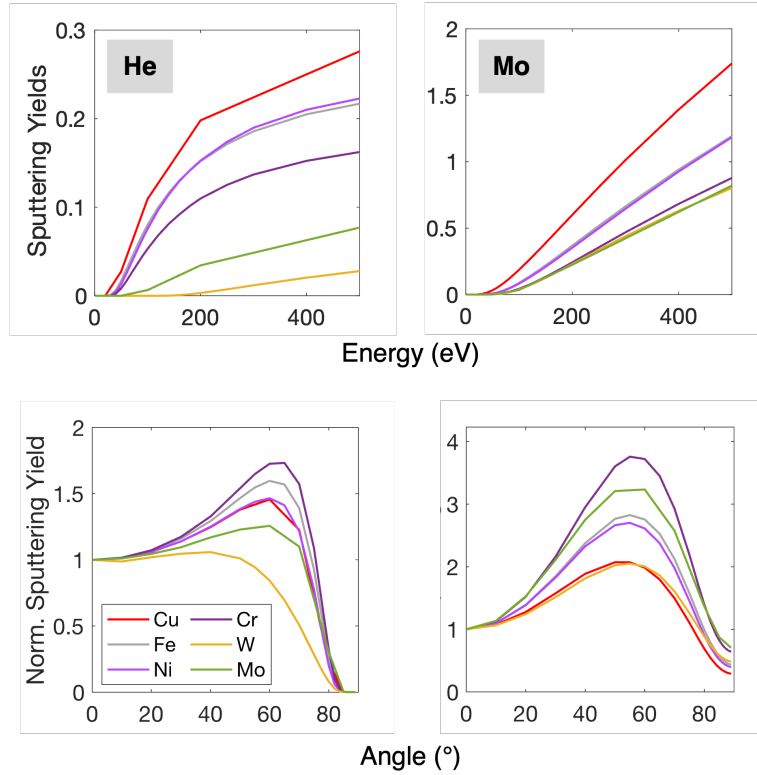 He
Mo
Sputtering Yields
0.3
0.2
0.1
0
0 200 400
2
1.5
1
0.5
0
0 200 400
Energy (eV)
Norm. Sputtering Yield
2
1.5
1
0.5
0
0 20 40 60 80
Cu Cr
Fe W
Ni Mo
4
3
2
1
0
0 20 40 60 80
Angle (°)